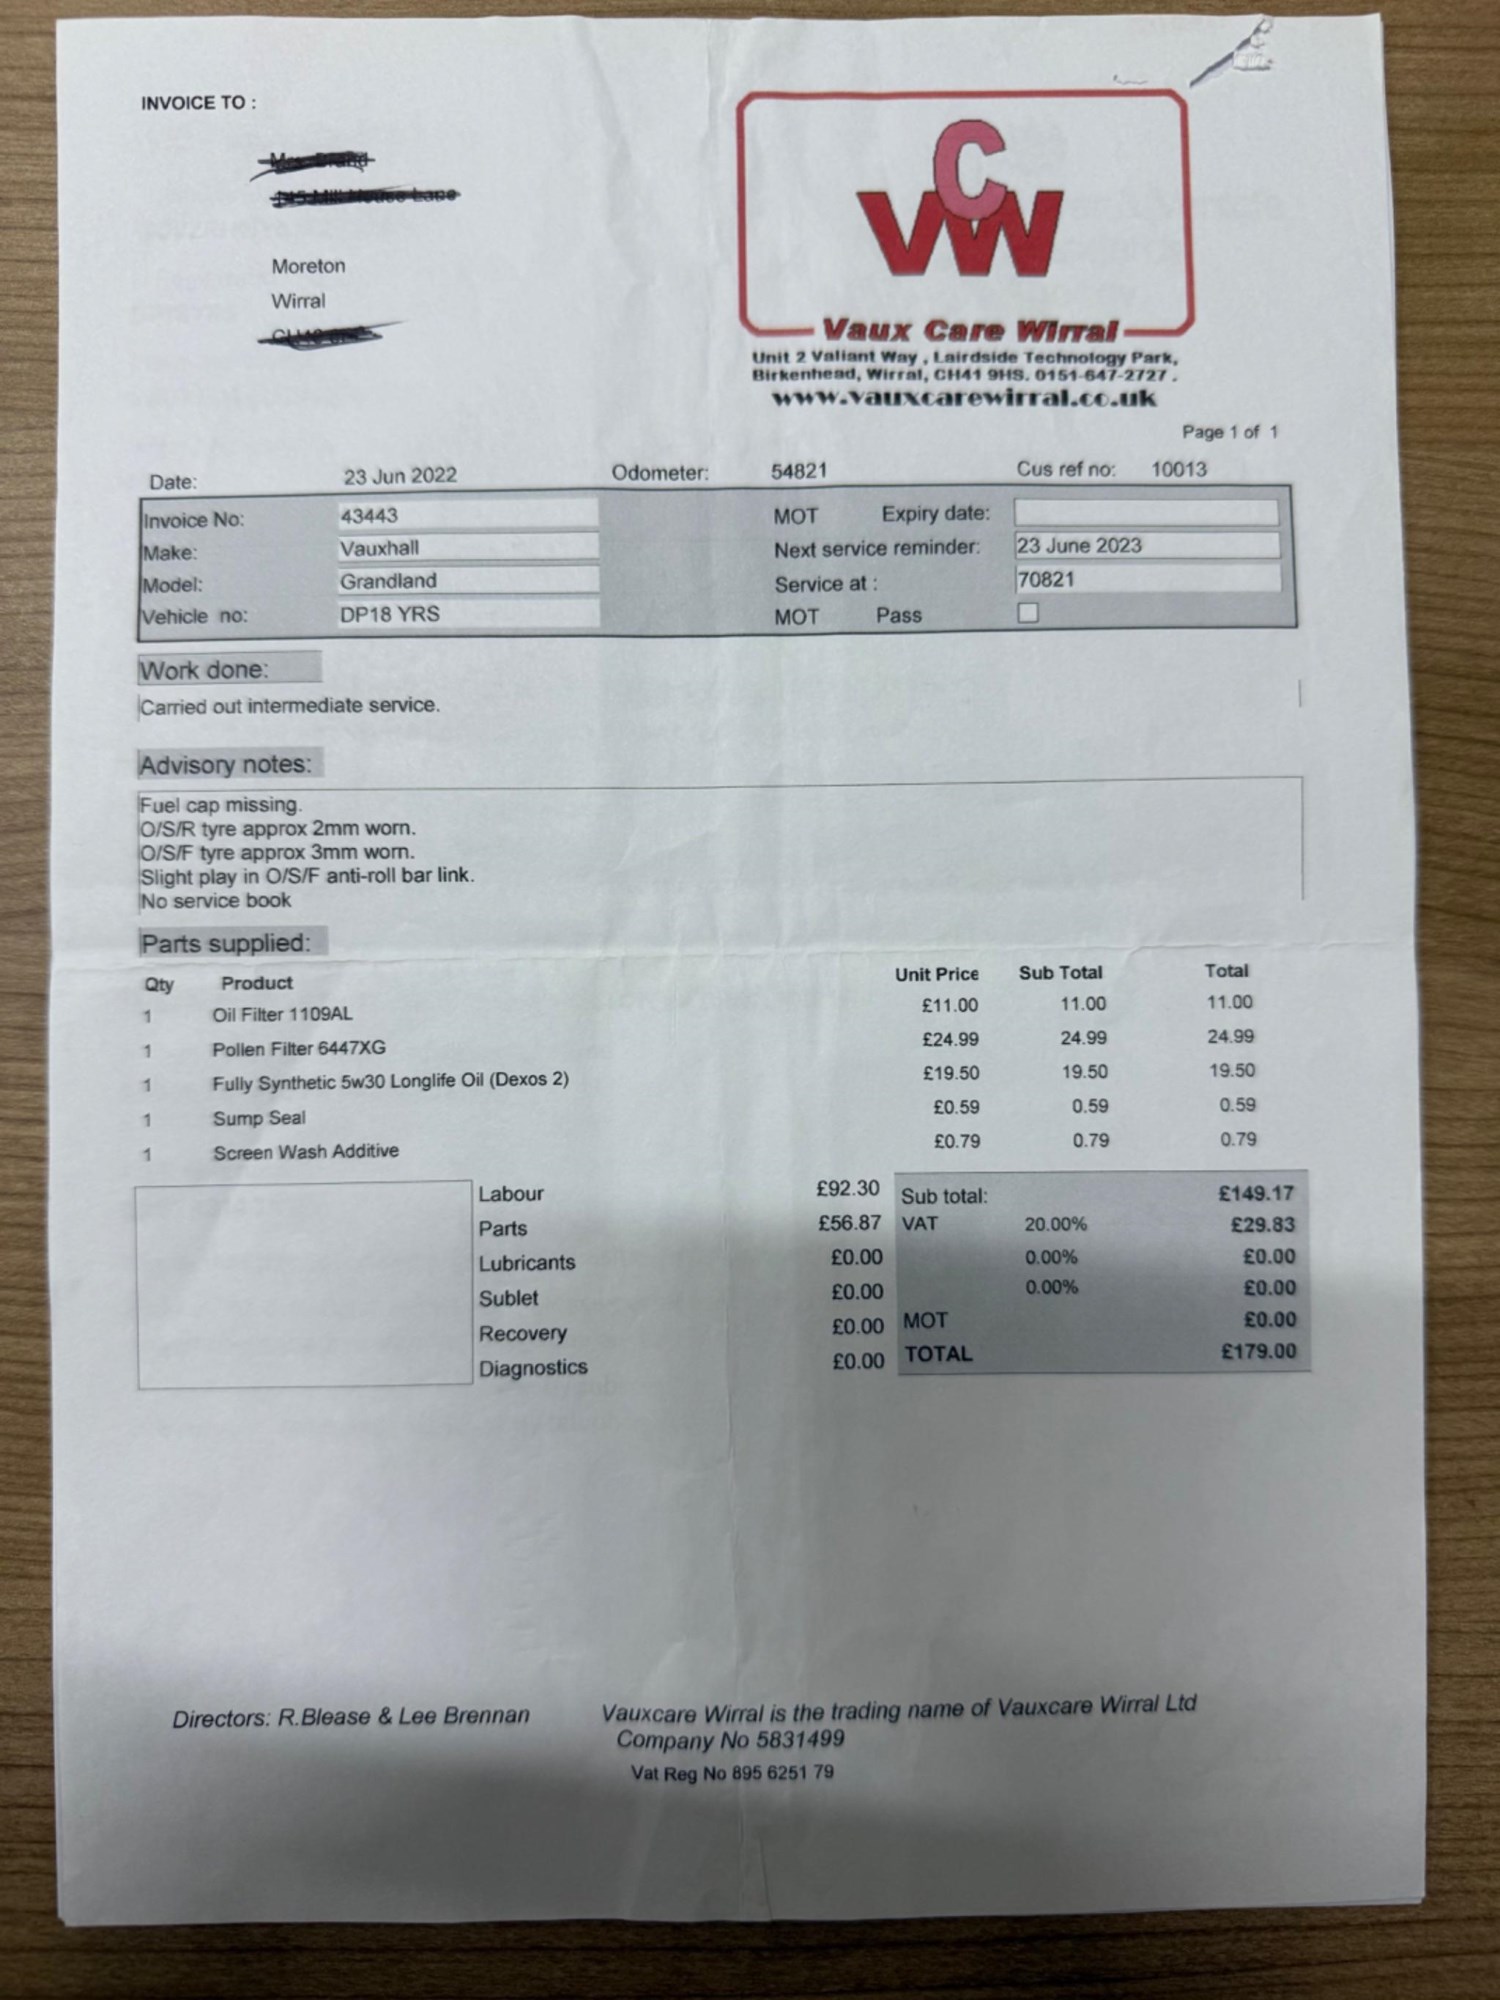 INVOICE TO :
Moreton
Wirral
C
VW
Vaux Care Wirral
Unit 2 Valiant Way , Lairdside Technology Park,
Birkenhead, Wirral, CH41 9HS. 0151-647-2727 .
www.vauxcarewirral.co.uk
Page 1 of 1
Date: 23 Jun 2022 Odometer: 54821 Cus ref no: 10013
Invoice No: 43443 MOT Expiry date:
Make: Vauxhall Next service reminder: 23 June 2023
Model: Grandland Service at : 70821
Vehicle no: DP18 YRS MOT Pass
Work done:
Carried out intermediate service.
Advisory notes:
Fuel cap missing.
O/S/R tyre approx 2mm worn.
O/S/F tyre approx 3mm worn.
Slight play in O/S/F anti-roll bar link.
No service book
Parts supplied:
Qty Product Unit Price Sub Total Total
1 Oil Filter 1109AL £11.00 11.00 11.00
1 Pollen Filter 6447XG £24.99 24.99 24.99
1 Fully Synthetic 5w30 Longlife Oil (Dexos 2) £19.50 19.50 19.50
1 Sump Seal £0.59 0.59 0.59
1 Screen Wash Additive £0.79 0.79 0.79
Labour £92.30 Sub total: £149.17
Parts £56.87 VAT 20.00% £29.83
Lubricants £0.00 0.00% £0.00
Sublet £0.00 0.00% £0.00
Recovery £0.00 MOT £0.00
Diagnostics £0.00 TOTAL £179.00
Directors: R.Blease & Lee Brennan Vauxcare Wirral is the trading name of Vauxcare Wirral Ltd
Company No 5831499
Vat Reg No 895 6251 79